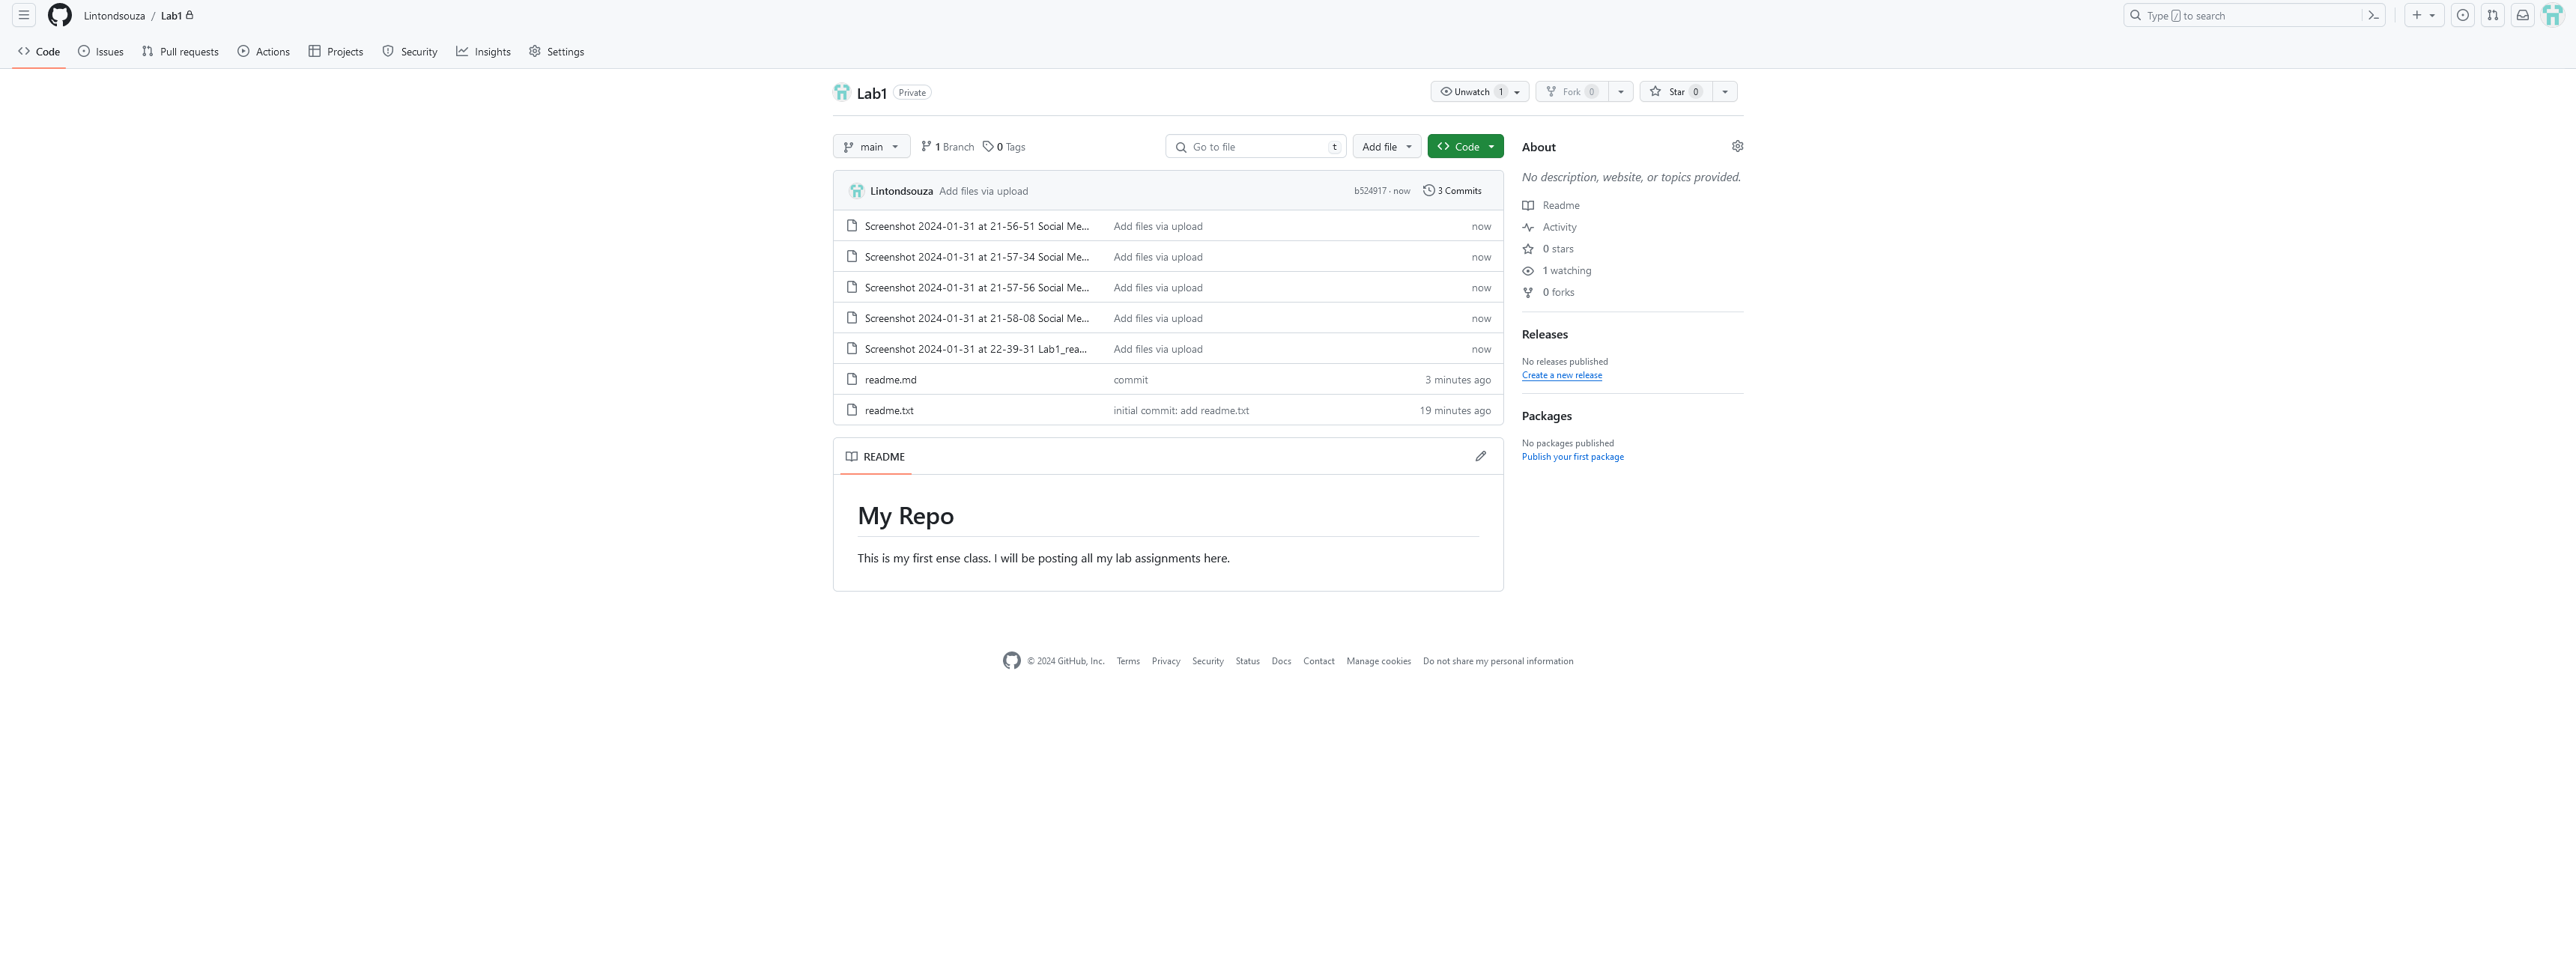 Lintondsouza / Lab1
Type / to search
Code Issues Pull requests Actions Projects Security Insights Settings
Lab1 Private
Unwatch 1 Fork 0 Star 0
main 1 Branch 0 Tags Go to file t Add file Code
Lintondsouza Add files via upload b524917 · now 3 Commits
Screenshot 2024-01-31 at 21-56-51 Social Me... Add files via upload now
Screenshot 2024-01-31 at 21-57-34 Social Me... Add files via upload now
Screenshot 2024-01-31 at 21-57-56 Social Me... Add files via upload now
Screenshot 2024-01-31 at 21-58-08 Social Me... Add files via upload now
Screenshot 2024-01-31 at 22-39-31 Lab1_rea... Add files via upload now
readme.md commit 3 minutes ago
readme.txt initial commit: add readme.txt 19 minutes ago
README
My Repo
This is my first ense class. I will be posting all my lab assignments here.
About
No description, website, or topics provided.
Readme
Activity
0 stars
1 watching
0 forks
Releases
No releases published
Create a new release
Packages
No packages published
Publish your first package
© 2024 GitHub, Inc. Terms Privacy Security Status Docs Contact Manage cookies Do not share my personal information